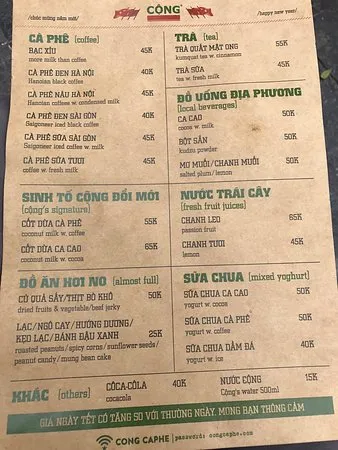 /chúc mừng năm mới/
CỘNG
/happy new year/
CÀ PHÊ (coffee)
BẠC XỈU 55K
more milk than coffee
CÀ PHÊ ĐEN HÀ NỘI 40K
Hanoian black coffee
CÀ PHÊ NÂU HÀ NỘI 45K
Hanoian coffee w. condensed milk
CÀ PHÊ ĐEN SÀI GÒN 40K
Saigoneer iced black coffee
CÀ PHÊ SỮA SÀI GÒN 45K
Saigoneer iced coffee w. milk
CÀ PHÊ SỮA TƯƠI 45K
coffee w. fresh milk
TRÀ (tea)
TRÀ QUẤT MẬT ONG 55K
kumquat tea w. cinnamon
TRÀ SỮA 45K
tea w. fresh milk
ĐỒ UỐNG ĐỊA PHƯƠNG
(local beverages)
CA CAO 50K
cocoa w. milk
BỘT SẮN 50K
kudzu powder
MƠ MUỐI/CHANH MUỐI 50K
salted plum/lemon
SINH TỐ CỘNG ĐỔI MỚI
(cộng's signature)
CỐT DỪA CÀ PHÊ 55K
coconut milk w. coffee
CỐT DỪA CA CAO 65K
coconut milk w. cocoa
NƯỚC TRÁI CÂY
(fresh fruit juices)
CHANH LEO 65K
passion fruit
CHANH TƯƠI 45K
lemon
ĐỒ ĂN HƠI NO (almost full)
CỦ QUẢ SẤY/THỊT BÒ KHÔ 50K
dried fruits & vegetable/beef jerky
LẠC/NGÔ CAY/HƯỚNG DƯƠNG/
KẸO LẠC/BÁNH ĐẬU XANH 25K
roasted peanuts/spicy corns/sunflower seeds/
peanut candy/mung bean cake
SỮA CHUA (mixed yoghurt)
SỮA CHUA CA CAO 50K
yogurt w. cocoa
SỮA CHUA CÀ PHÊ 50K
yogurt w. coffee
SỮA CHUA DẦM ĐÁ 40K
yogurt w. ice
KHÁC (others)
CÔCA-CÔLA 40K
cocacola
NƯỚC CỘNG 15K
Cộng's water 500ml
GIÁ NGÀY TẾT CÓ TĂNG SO VỚI THƯỜNG NGÀY. MONG BẠN THÔNG CẢM
CONG CAPHE | password: congcaphe.com